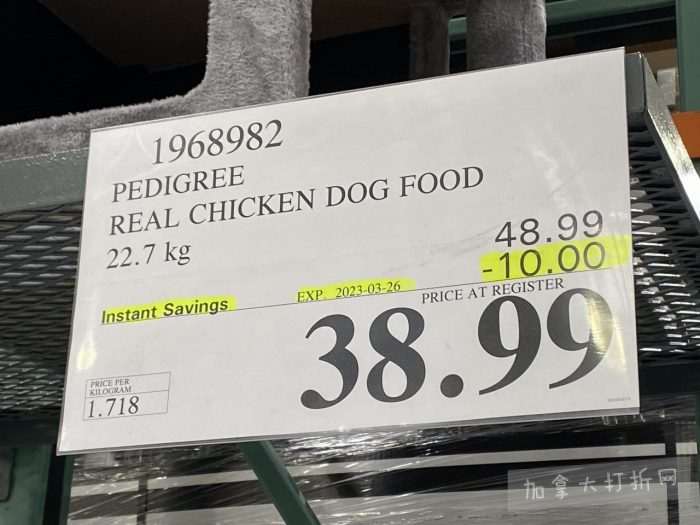 1968982
PEDIGREE
REAL CHICKEN DOG FOOD
22.7 kg
48.99
-10.00
Instant Savings
EXP. 2023-03-26
PRICE AT REGISTER
38.99
PRICE PER
KILOGRAM
1.718
加拿大打折网